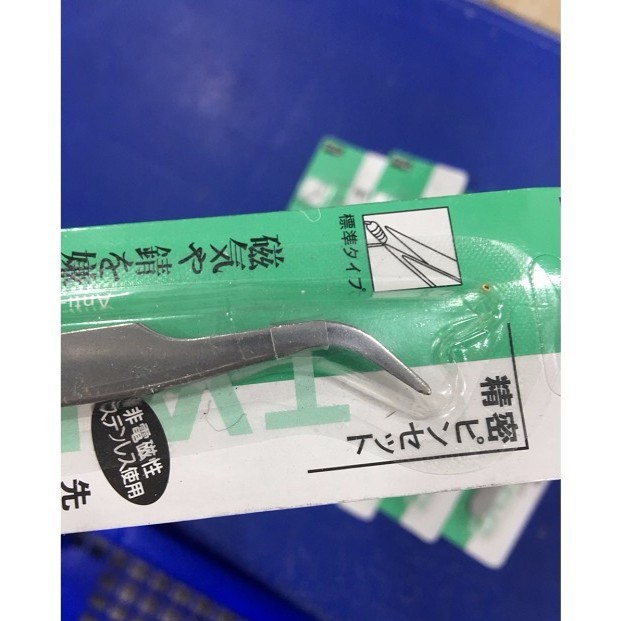 標準タイプ
磁気や錆を嫌
精密ピンセット
非電磁性
ステンレス使用
先